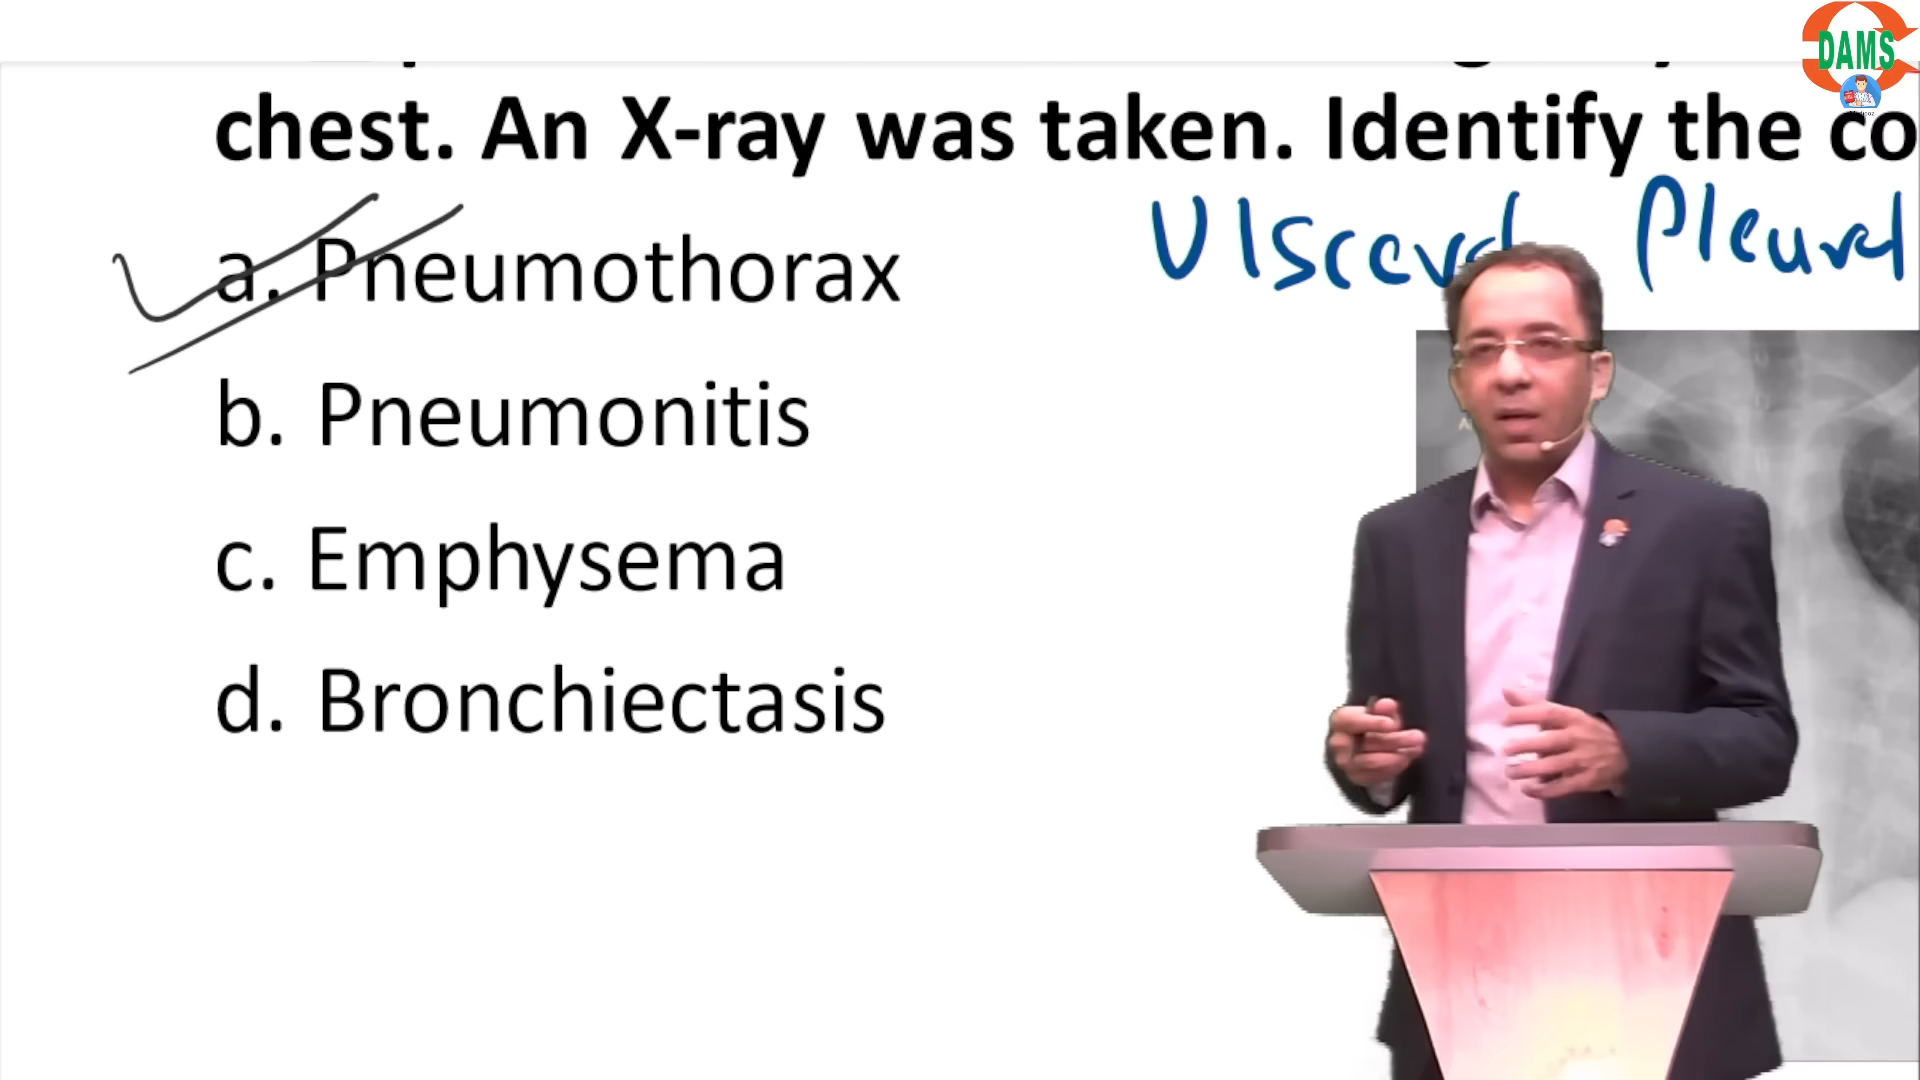 DAMS
chest. An X-ray was taken. Identify the co
Visceral Pleural
a. Pneumothorax
b. Pneumonitis
c. Emphysema
d. Bronchiectasis